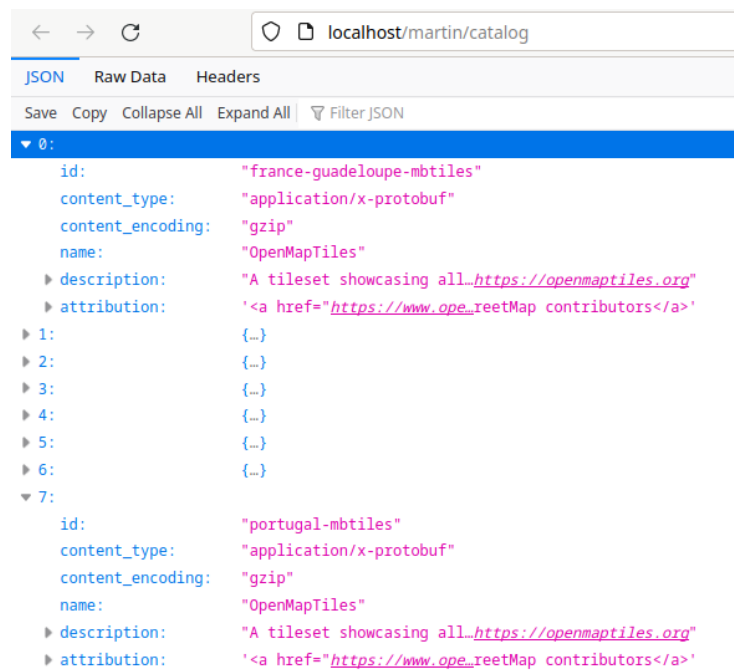 localhost/martin/catalog
JSON Raw Data Headers
Save Copy Collapse All Expand All Filter JSON
0:
id: "france-guadeloupe-mbtiles"
content_type: "application/x-protobuf"
content_encoding: "gzip"
name: "OpenMapTiles"
description: "A tileset showcasing all…https://openmaptiles.org"
attribution: '<a href="https://www.ope…reetMap contributors</a>'
1: {…}
2: {…}
3: {…}
4: {…}
5: {…}
6: {…}
7:
id: "portugal-mbtiles"
content_type: "application/x-protobuf"
content_encoding: "gzip"
name: "OpenMapTiles"
description: "A tileset showcasing all…https://openmaptiles.org"
attribution: '<a href="https://www.ope…reetMap contributors</a>'